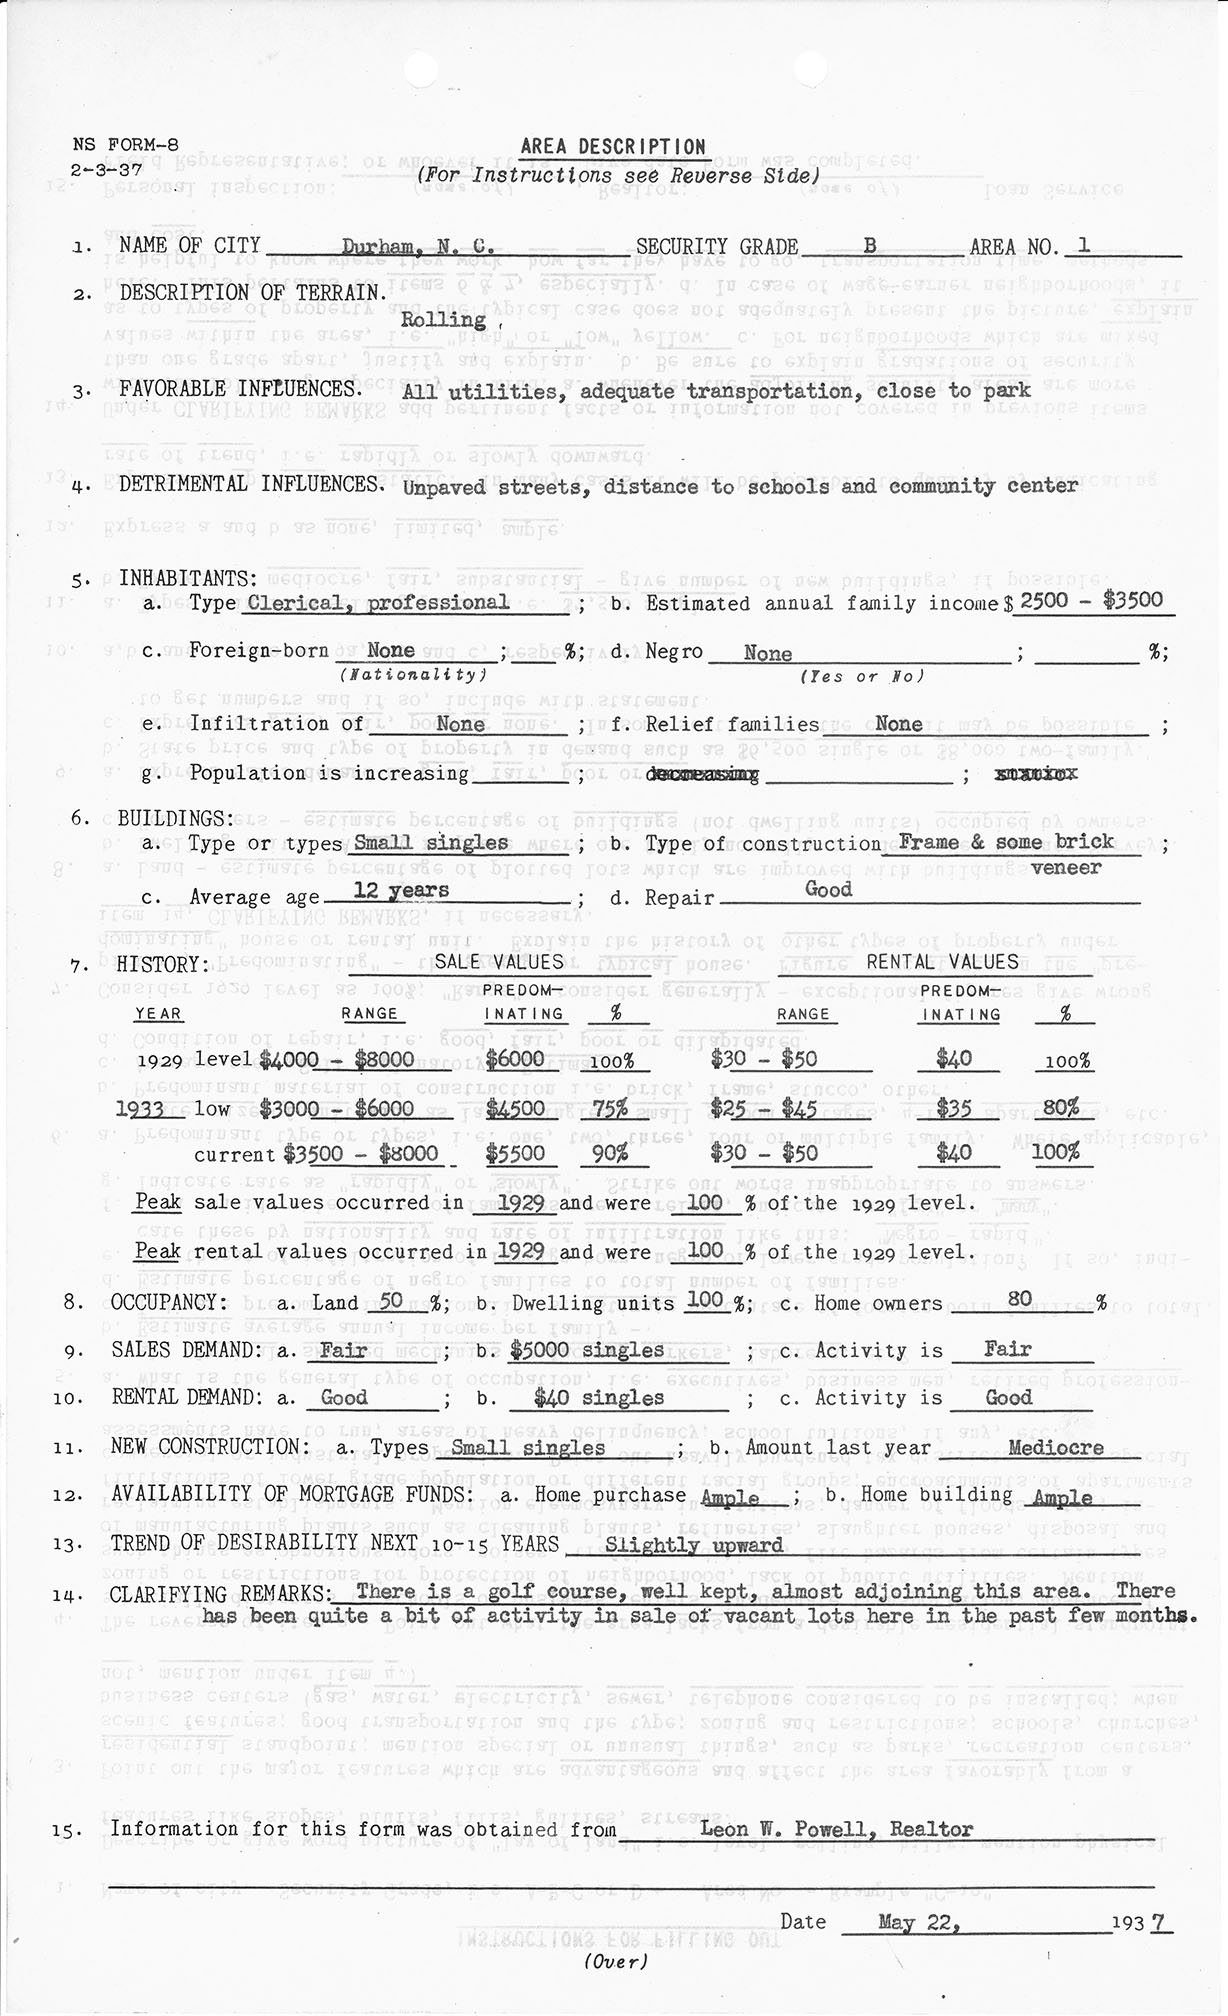 NS FORM-8
2-3-37
AREA DESCRIPTION
(For Instructions see Reverse Side)
1. NAME OF CITY Durham, N. C. SECURITY GRADE B AREA NO. 1
2. DESCRIPTION OF TERRAIN.
Rolling
3. FAVORABLE INFLUENCES. All utilities, adequate transportation, close to park
4. DETRIMENTAL INFLUENCES. Unpaved streets, distance to schools and community center
5. INHABITANTS:
a. Type Clerical, professional ; b. Estimated annual family income $ 2500 - $3500
c. Foreign-born None ; %; d. Negro None ; %;
(Nationality) (Yes or No)
e. Infiltration of None ; f. Relief families None ;
g. Population is increasing ; decreasing ; static
6. BUILDINGS:
a. Type or types Small singles ; b. Type of construction Frame & some brick ;
veneer
c. Average age 12 years ; d. Repair Good
7. HISTORY: SALE VALUES RENTAL VALUES
PREDOM- PREDOM-
YEAR RANGE INATING % RANGE INATING %
1929 level $4000 - $8000 $6000 100% $30 - $50 $40 100%
1933 low $3000 - $6000 $4500 75% $25 - $45 $35 80%
current $3500 - $8000 $5500 90% $30 - $50 $40 100%
Peak sale values occurred in 1929 and were 100 % of the 1929 level.
Peak rental values occurred in 1929 and were 100 % of the 1929 level.
8. OCCUPANCY: a. Land 50 %; b. Dwelling units 100 %; c. Home owners 80 %
9. SALES DEMAND: a. Fair ; b. $5000 singles ; c. Activity is Fair
10. RENTAL DEMAND: a. Good ; b. $40 singles ; c. Activity is Good
11. NEW CONSTRUCTION: a. Types Small singles ; b. Amount last year Mediocre
12. AVAILABILITY OF MORTGAGE FUNDS: a. Home purchase Ample ; b. Home building Ample
13. TREND OF DESIRABILITY NEXT 10-15 YEARS Slightly upward
14. CLARIFYING REMARKS: There is a golf course, well kept, almost adjoining this area. There
has been quite a bit of activity in sale of vacant lots here in the past few months.
15. Information for this form was obtained from Leon W. Powell, Realtor
Date May 22, 1937
(Over)